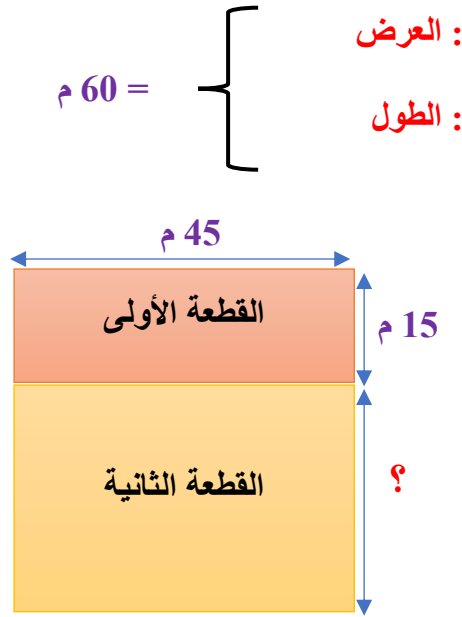 العرض :
= 60 م
الطول :
45 م
القطعة الأولى
15 م
القطعة الثانية
؟